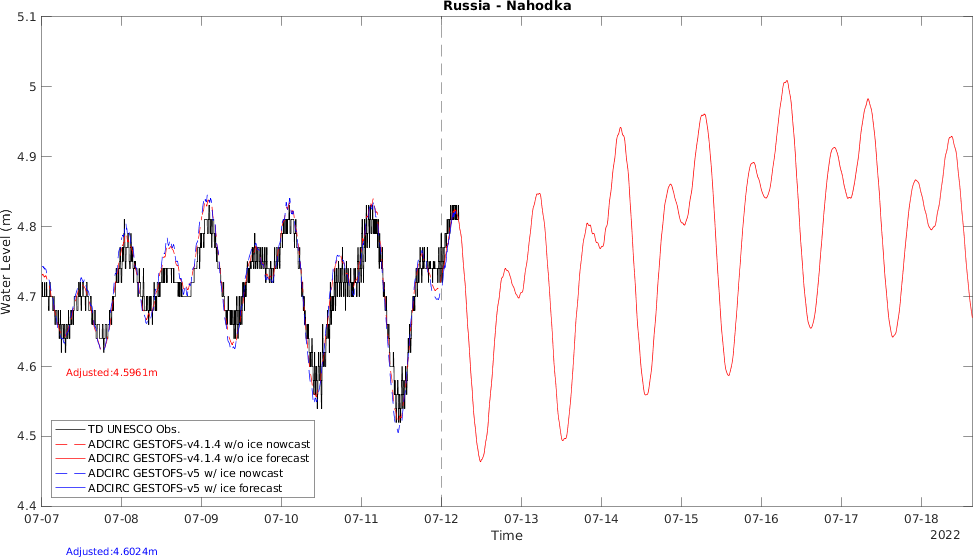 Russia - Nahodka
5.1
5
4.9
4.8
4.7
4.6
4.5
4.4
Water Level (m)
Adjusted:4.5961m
TD UNESCO Obs.
ADCIRC GESTOFS-v4.1.4 w/o ice nowcast
ADCIRC GESTOFS-v4.1.4 w/o ice forecast
ADCIRC GESTOFS-v5 w/ ice nowcast
ADCIRC GESTOFS-v5 w/ ice forecast
07-07 07-08 07-09 07-10 07-11 07-12 07-13 07-14 07-15 07-16 07-17 07-18
Time
2022
Adjusted:4.6024m